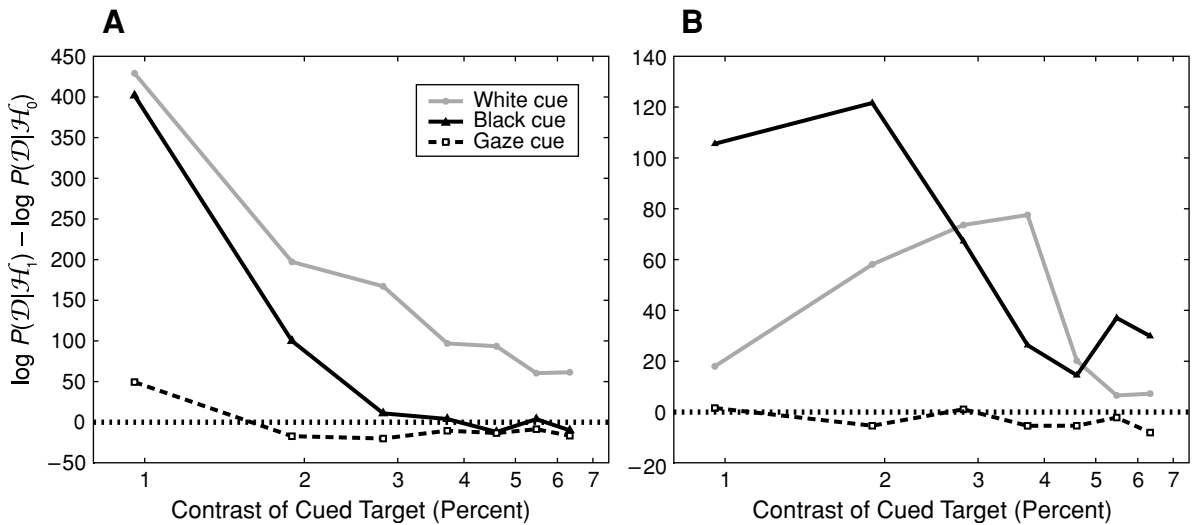 A
B
log P(D|H₁) – log P(D|H₀)
450
400
350
300
250
200
150
100
50
0
−50
White cue
Black cue
Gaze cue
1 2 3 4 5 6 7
Contrast of Cued Target (Percent)
140
120
100
80
60
40
20
0
−20
1 2 3 4 5 6 7
Contrast of Cued Target (Percent)